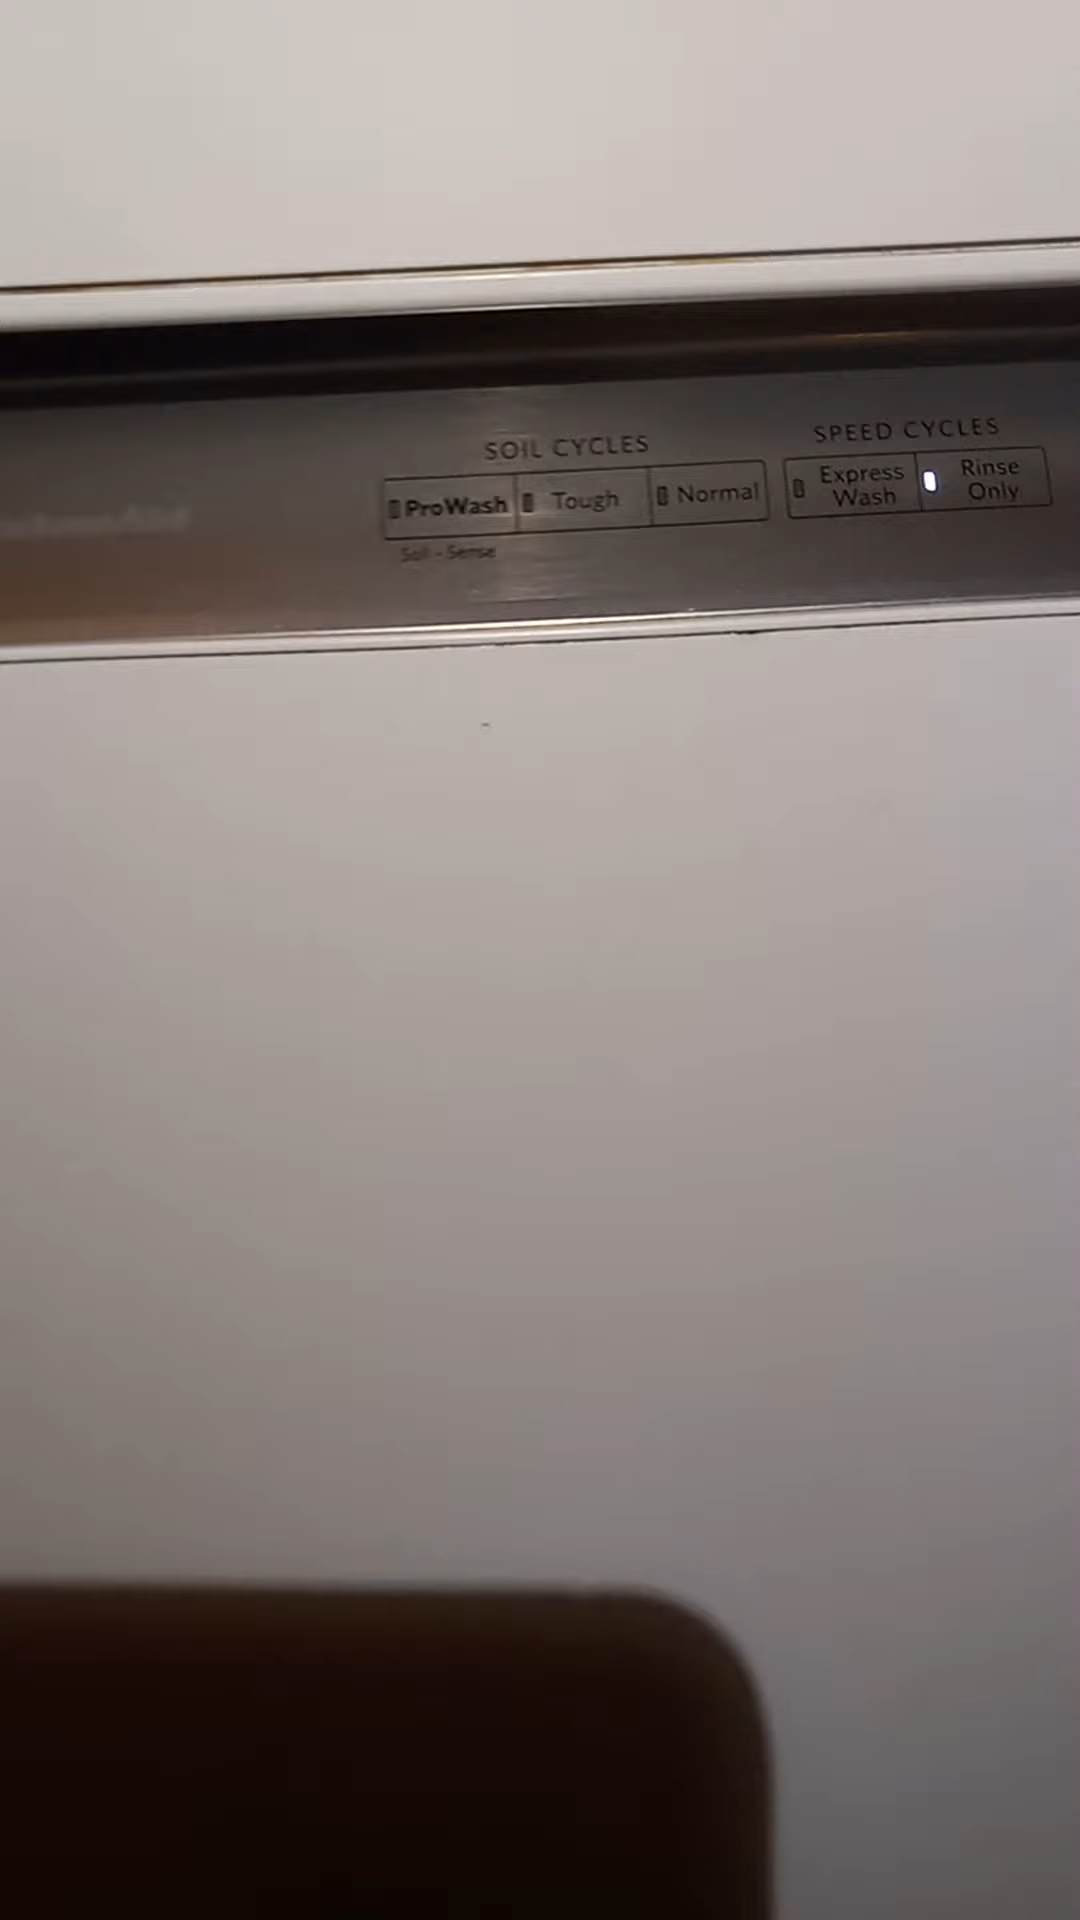 SOIL CYCLES
ProWash Tough Normal
Soil - Sense
SPEED CYCLES
Express
Wash
Rinse
Only